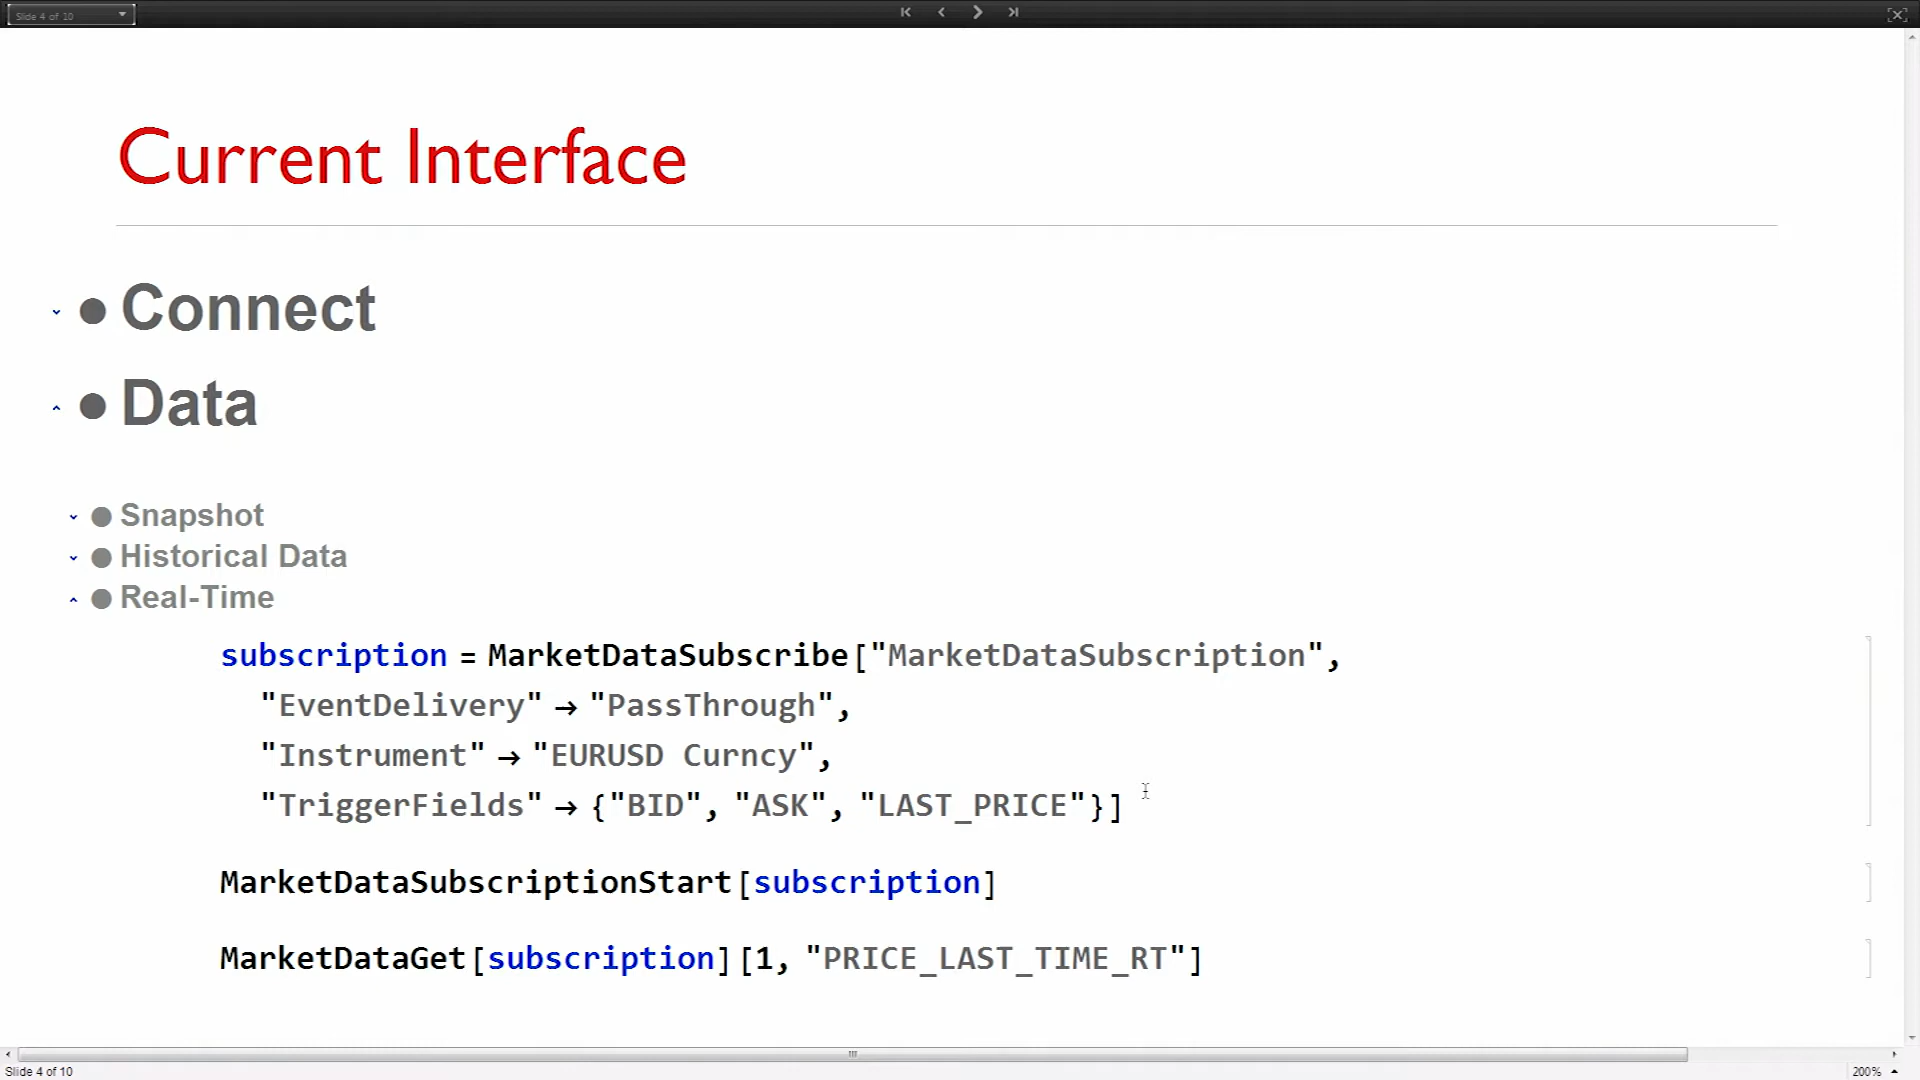 Slide 4 of 10
Current Interface
Connect
Data
Snapshot
Historical Data
Real-Time
subscription = MarketDataSubscribe["MarketDataSubscription",
"EventDelivery" → "PassThrough",
"Instrument" → "EURUSD Curncy",
"TriggerFields" → {"BID", "ASK", "LAST_PRICE"}]
MarketDataSubscriptionStart[subscription]
MarketDataGet[subscription][1, "PRICE_LAST_TIME_RT"]
Slide 4 of 10
200%